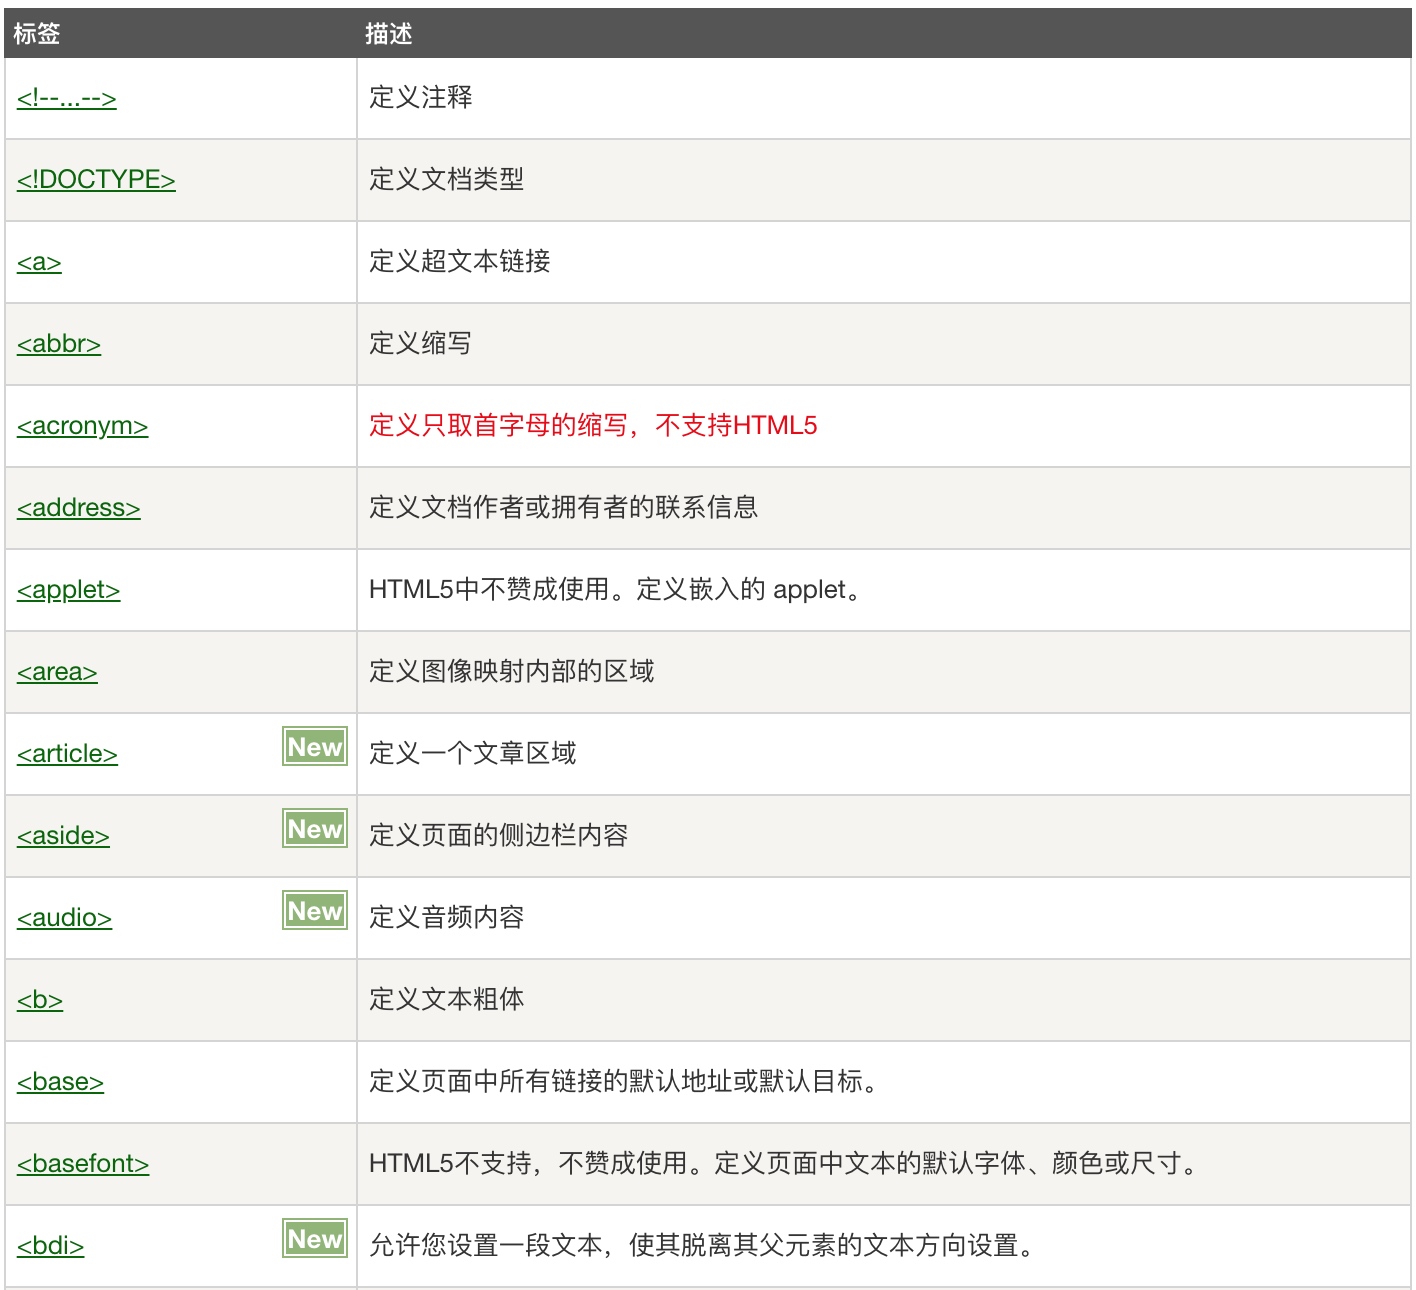 标签 描述
<!--...--> 定义注释
<!DOCTYPE> 定义文档类型
<a> 定义超文本链接
<abbr> 定义缩写
<acronym> 定义只取首字母的缩写，不支持HTML5
<address> 定义文档作者或拥有者的联系信息
<applet> HTML5中不赞成使用。定义嵌入的 applet。
<area> 定义图像映射内部的区域
<article> New 定义一个文章区域
<aside> New 定义页面的侧边栏内容
<audio> New 定义音频内容
<b> 定义文本粗体
<base> 定义页面中所有链接的默认地址或默认目标。
<basefont> HTML5不支持，不赞成使用。定义页面中文本的默认字体、颜色或尺寸。
<bdi> New 允许您设置一段文本，使其脱离其父元素的文本方向设置。